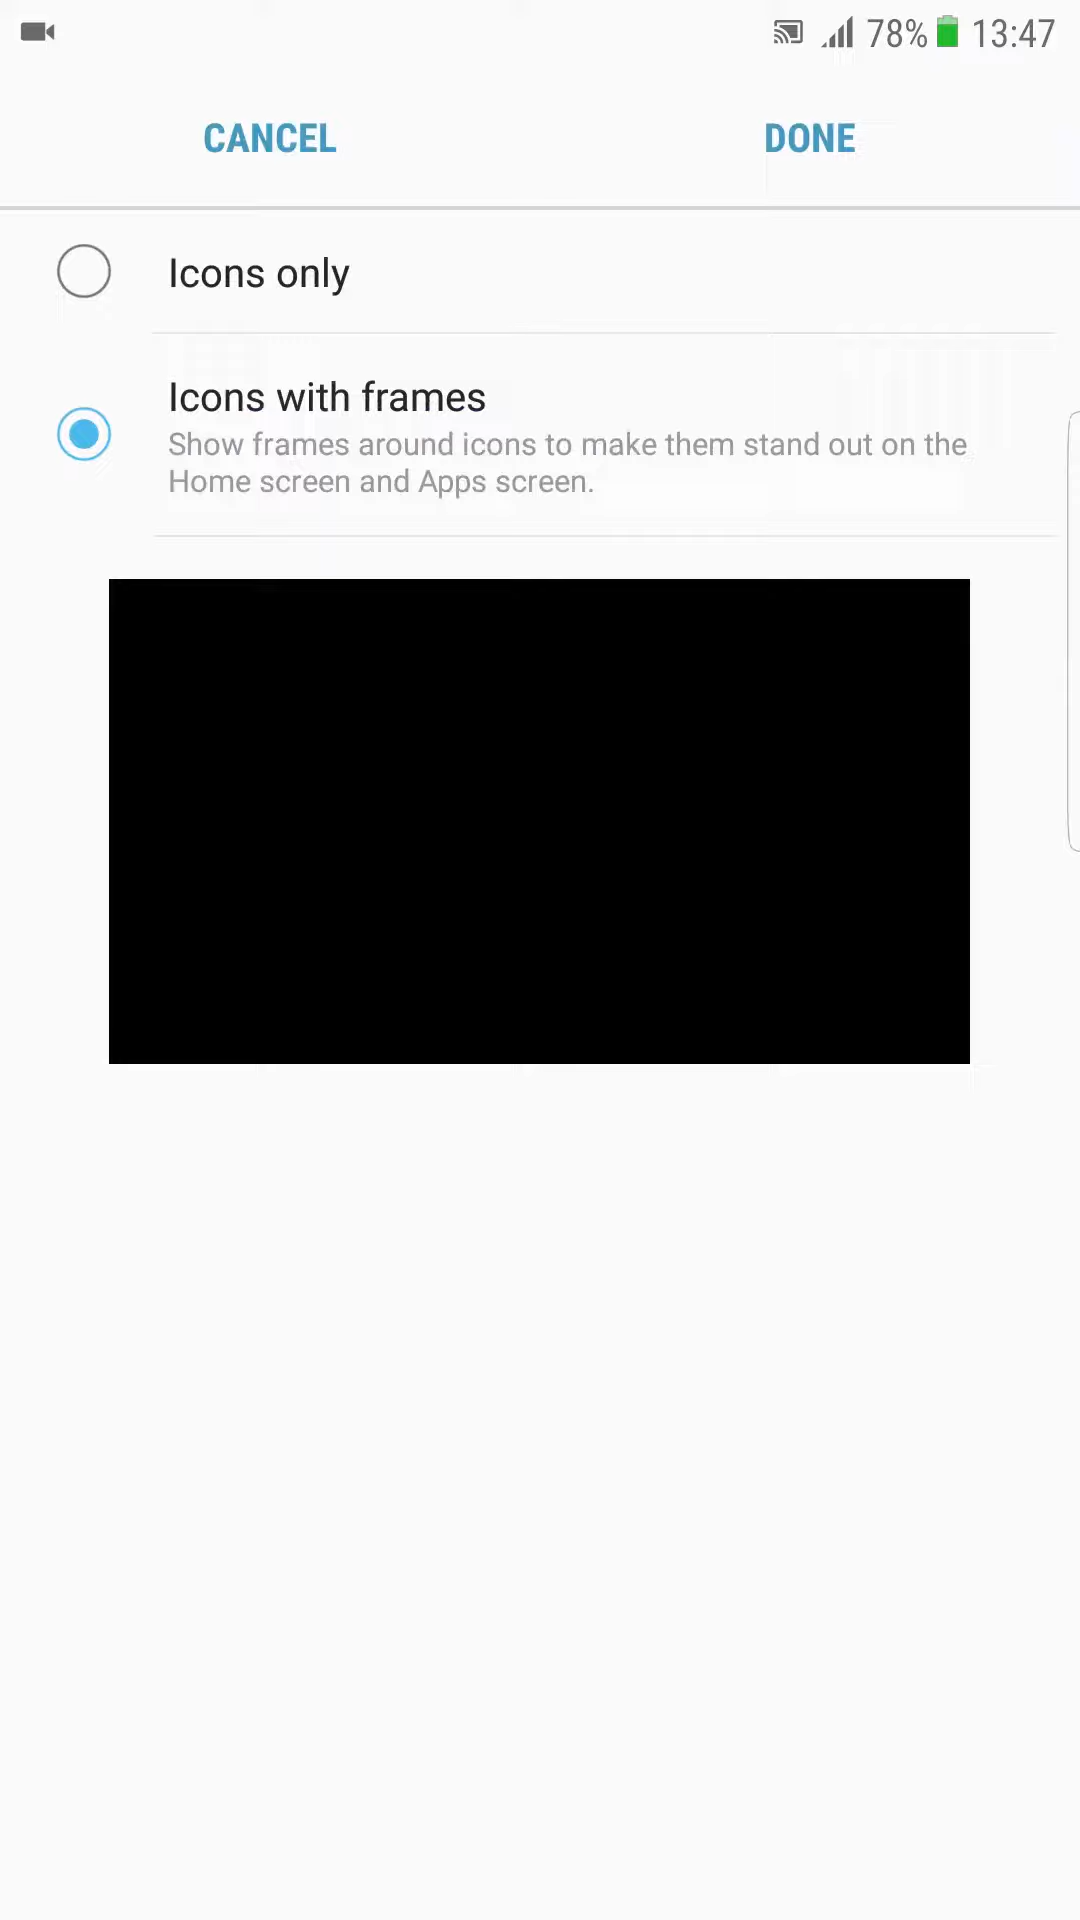 78% 13:47
CANCEL DONE
Icons only
Icons with frames
Show frames around icons to make them stand out on the
Home screen and Apps screen.